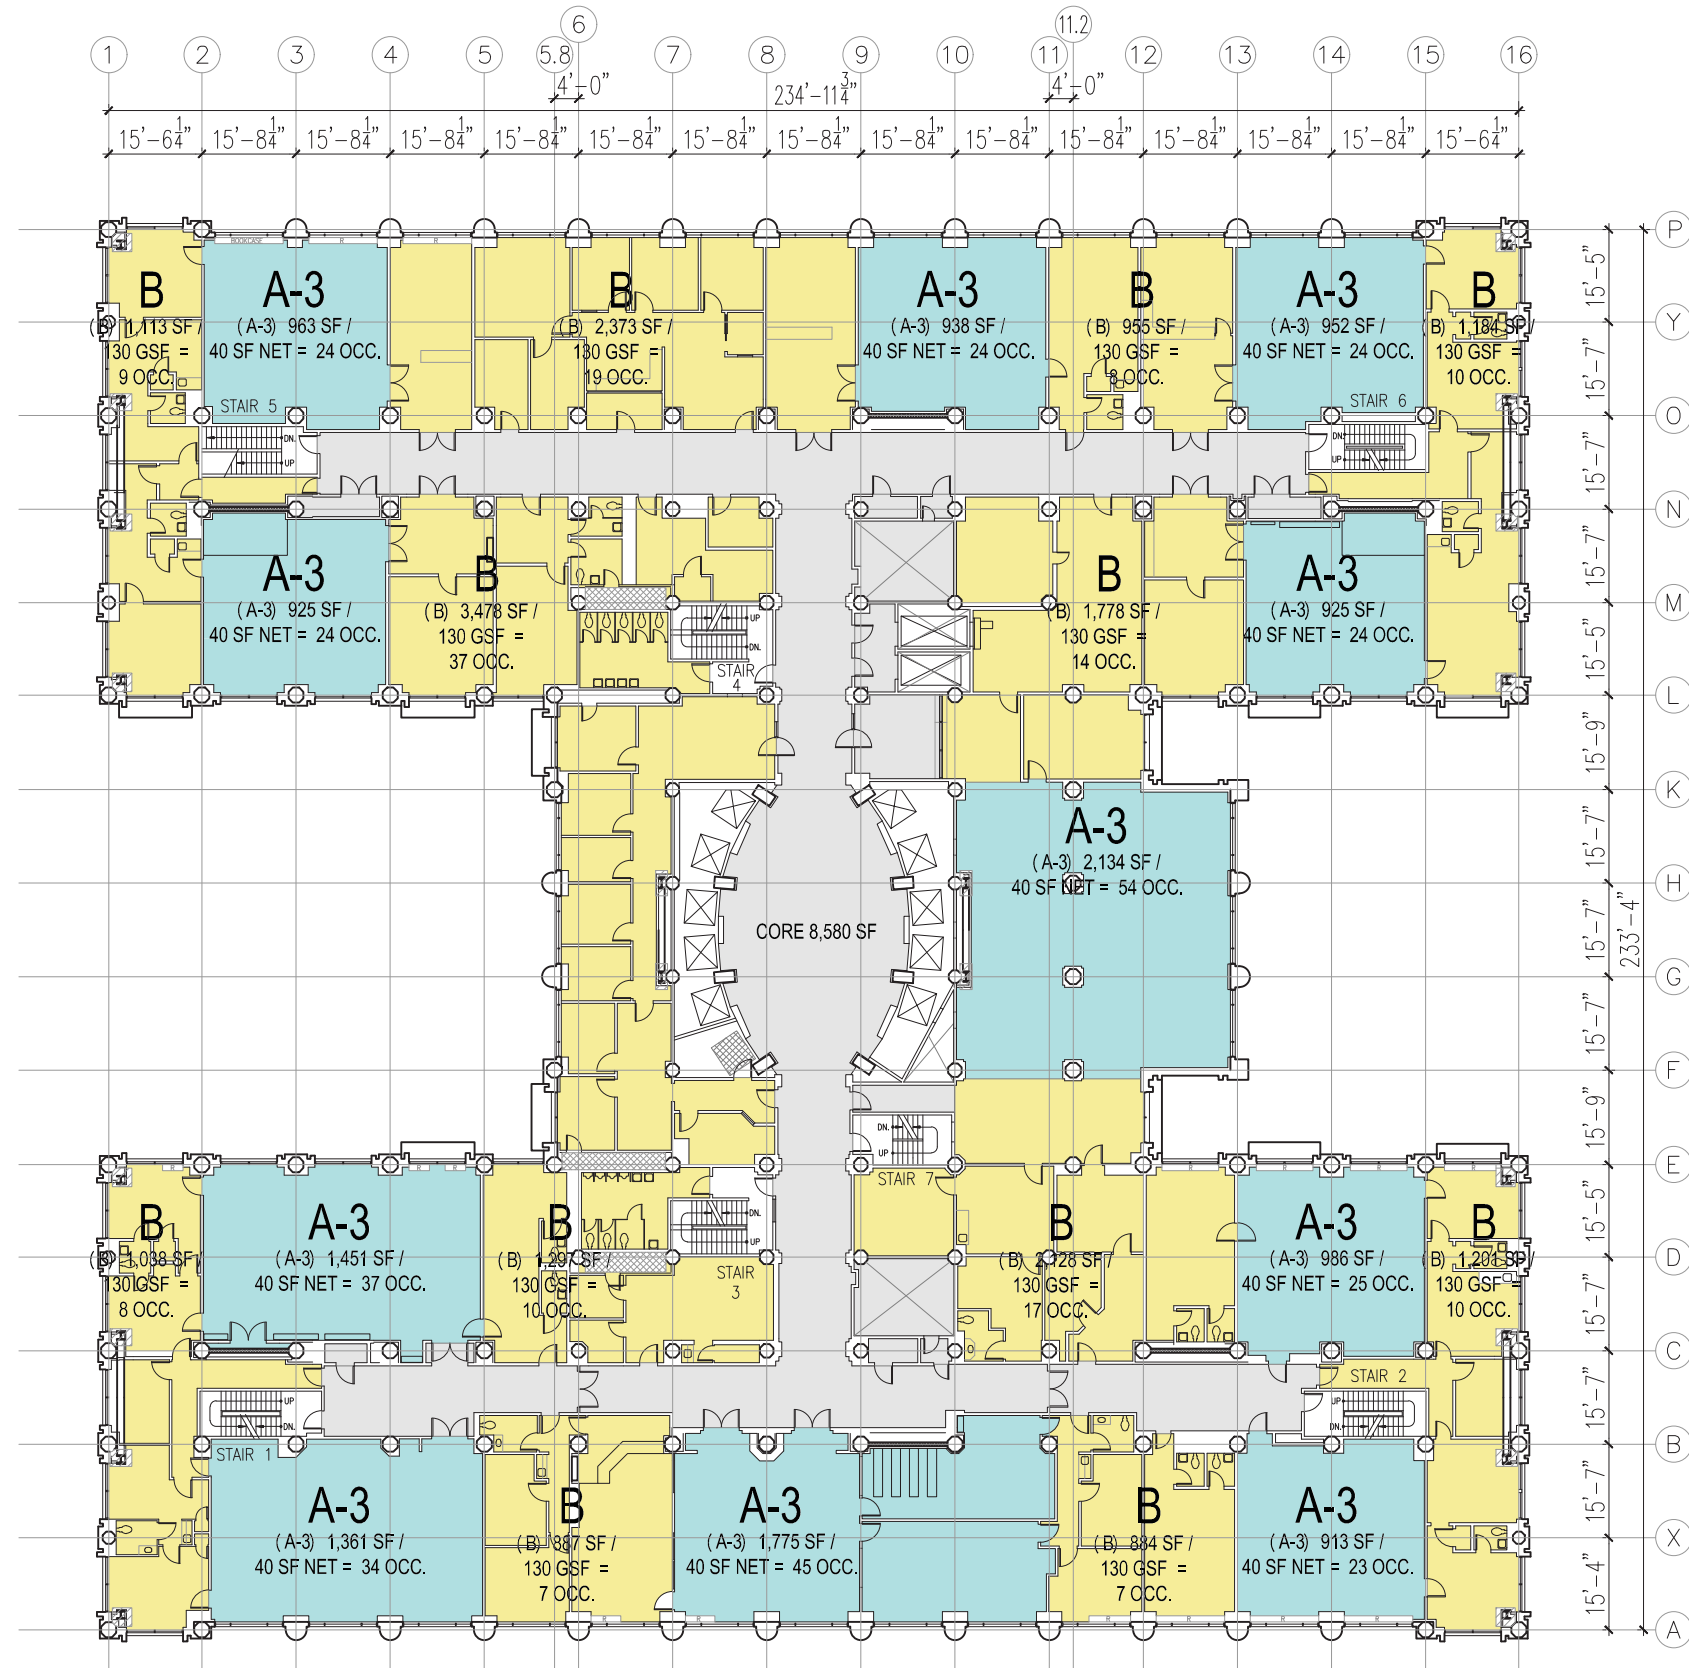 6
11.2
1
2
3
4
5
5.8
7
8
9
10
11
12
13
14
15
16
4'-0"
4'-0"
234'-11 3/4"
15'-6 1/4"
15'-8 1/4"
15'-8 1/4"
15'-8 1/4"
15'-8 1/4"
15'-8 1/4"
15'-8 1/4"
15'-8 1/4"
15'-8 1/4"
15'-8 1/4"
15'-8 1/4"
15'-8 1/4"
15'-8 1/4"
15'-8 1/4"
15'-6 1/4"
P
Y
O
N
M
L
K
H
G
F
E
D
C
B
X
A
15'-5"
15'-7"
15'-7"
15'-7"
15'-5"
15'-9"
15'-7"
15'-7"
15'-7"
15'-9"
15'-5"
15'-7"
15'-7"
15'-7"
15'-4"
233'-4"
BOOKCASE
R
R
B
(B) 1,113 SF /
130 GSF =
9 OCC.
A-3
(A-3) 963 SF /
40 SF NET = 24 OCC.
B
(B) 2,373 SF /
130 GSF =
19 OCC.
A-3
(A-3) 938 SF /
40 SF NET = 24 OCC.
B
(B) 955 SF /
130 GSF =
8 OCC.
A-3
(A-3) 952 SF /
40 SF NET = 24 OCC.
B
(B) 1,184 SF /
130 GSF =
10 OCC.
STAIR 5
DN.
UP
STAIR 6
DN.
UP
A-3
(A-3) 925 SF /
40 SF NET = 24 OCC.
B
(B) 3,478 SF /
130 GSF =
37 OCC.
UP
DN.
STAIR
4
B
(B) 1,778 SF /
130 GSF =
14 OCC.
A-3
(A-3) 925 SF /
40 SF NET = 24 OCC.
A-3
(A-3) 2,134 SF /
40 SF NET = 54 OCC.
CORE 8,580 SF
DN.
UP
STAIR 7
R
R
R
R
R
R
R
B
(B) 1,038 SF /
130 GSF =
8 OCC.
A-3
(A-3) 1,451 SF /
40 SF NET = 37 OCC.
B
(B) 1,297 SF /
130 GSF =
10 OCC.
DN.
UP
STAIR
3
B
(B) 2,128 SF /
130 GSF =
17 OCC.
A-3
(A-3) 986 SF /
40 SF NET = 25 OCC.
B
(B) 1,201 SF /
130 GSF =
10 OCC.
UP
DN.
STAIR 1
STAIR 2
UP
DN.
A-3
(A-3) 1,361 SF /
40 SF NET = 34 OCC.
B
(B) 887 SF /
130 GSF =
7 OCC.
A-3
(A-3) 1,775 SF /
40 SF NET = 45 OCC.
B
(B) 884 SF /
130 GSF =
7 OCC.
A-3
(A-3) 913 SF /
40 SF NET = 23 OCC.
R
R
R
R
R
R